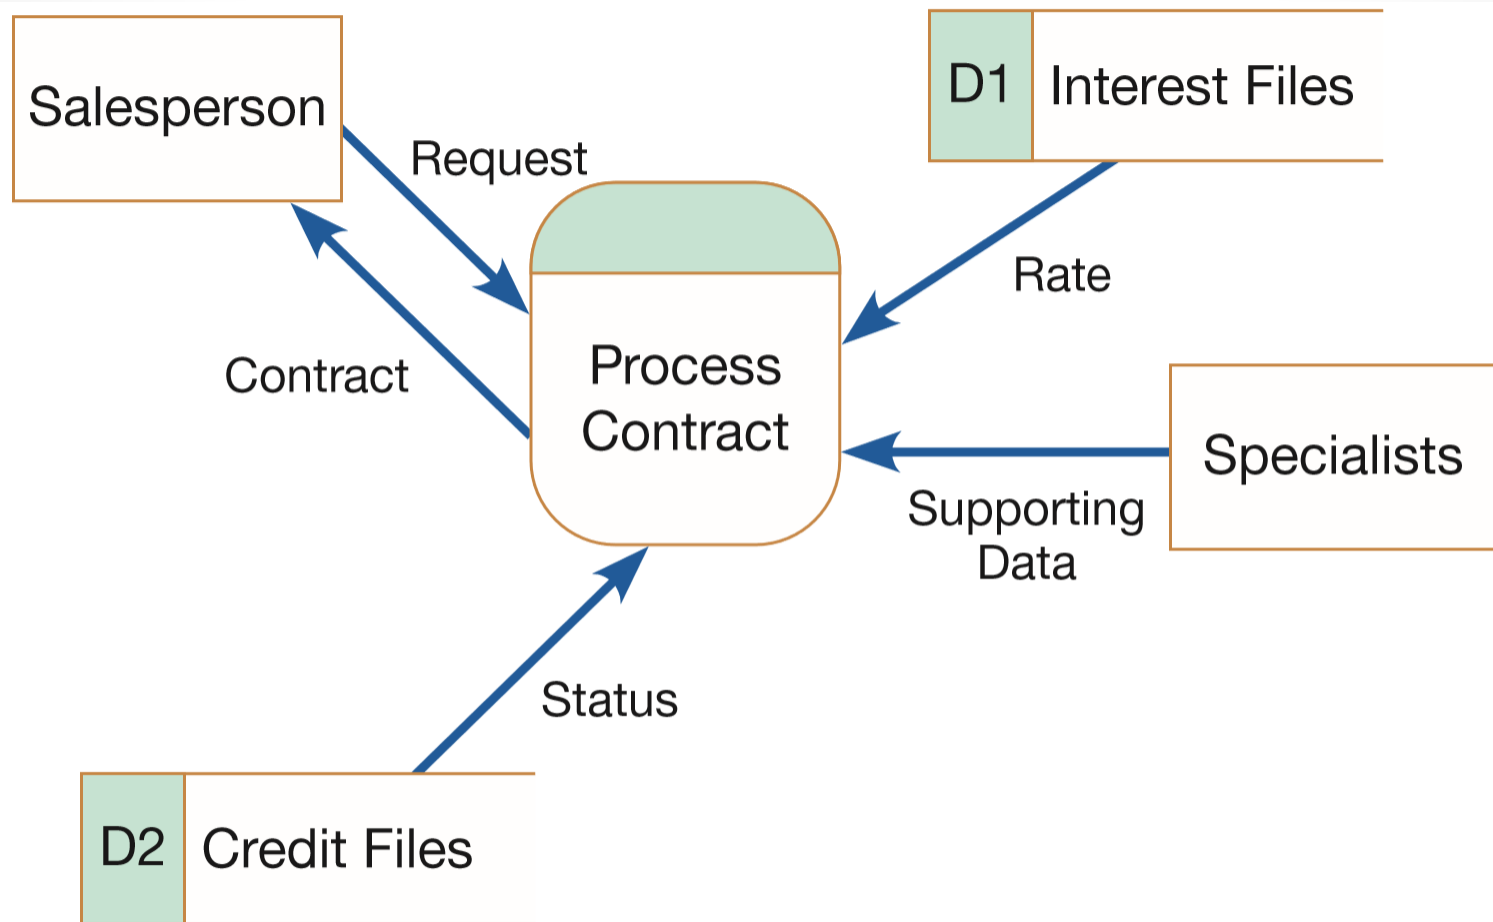 Salesperson
D1 Interest Files
Request
Rate
Contract
Process
Contract
Specialists
Supporting
Data
Status
D2 Credit Files